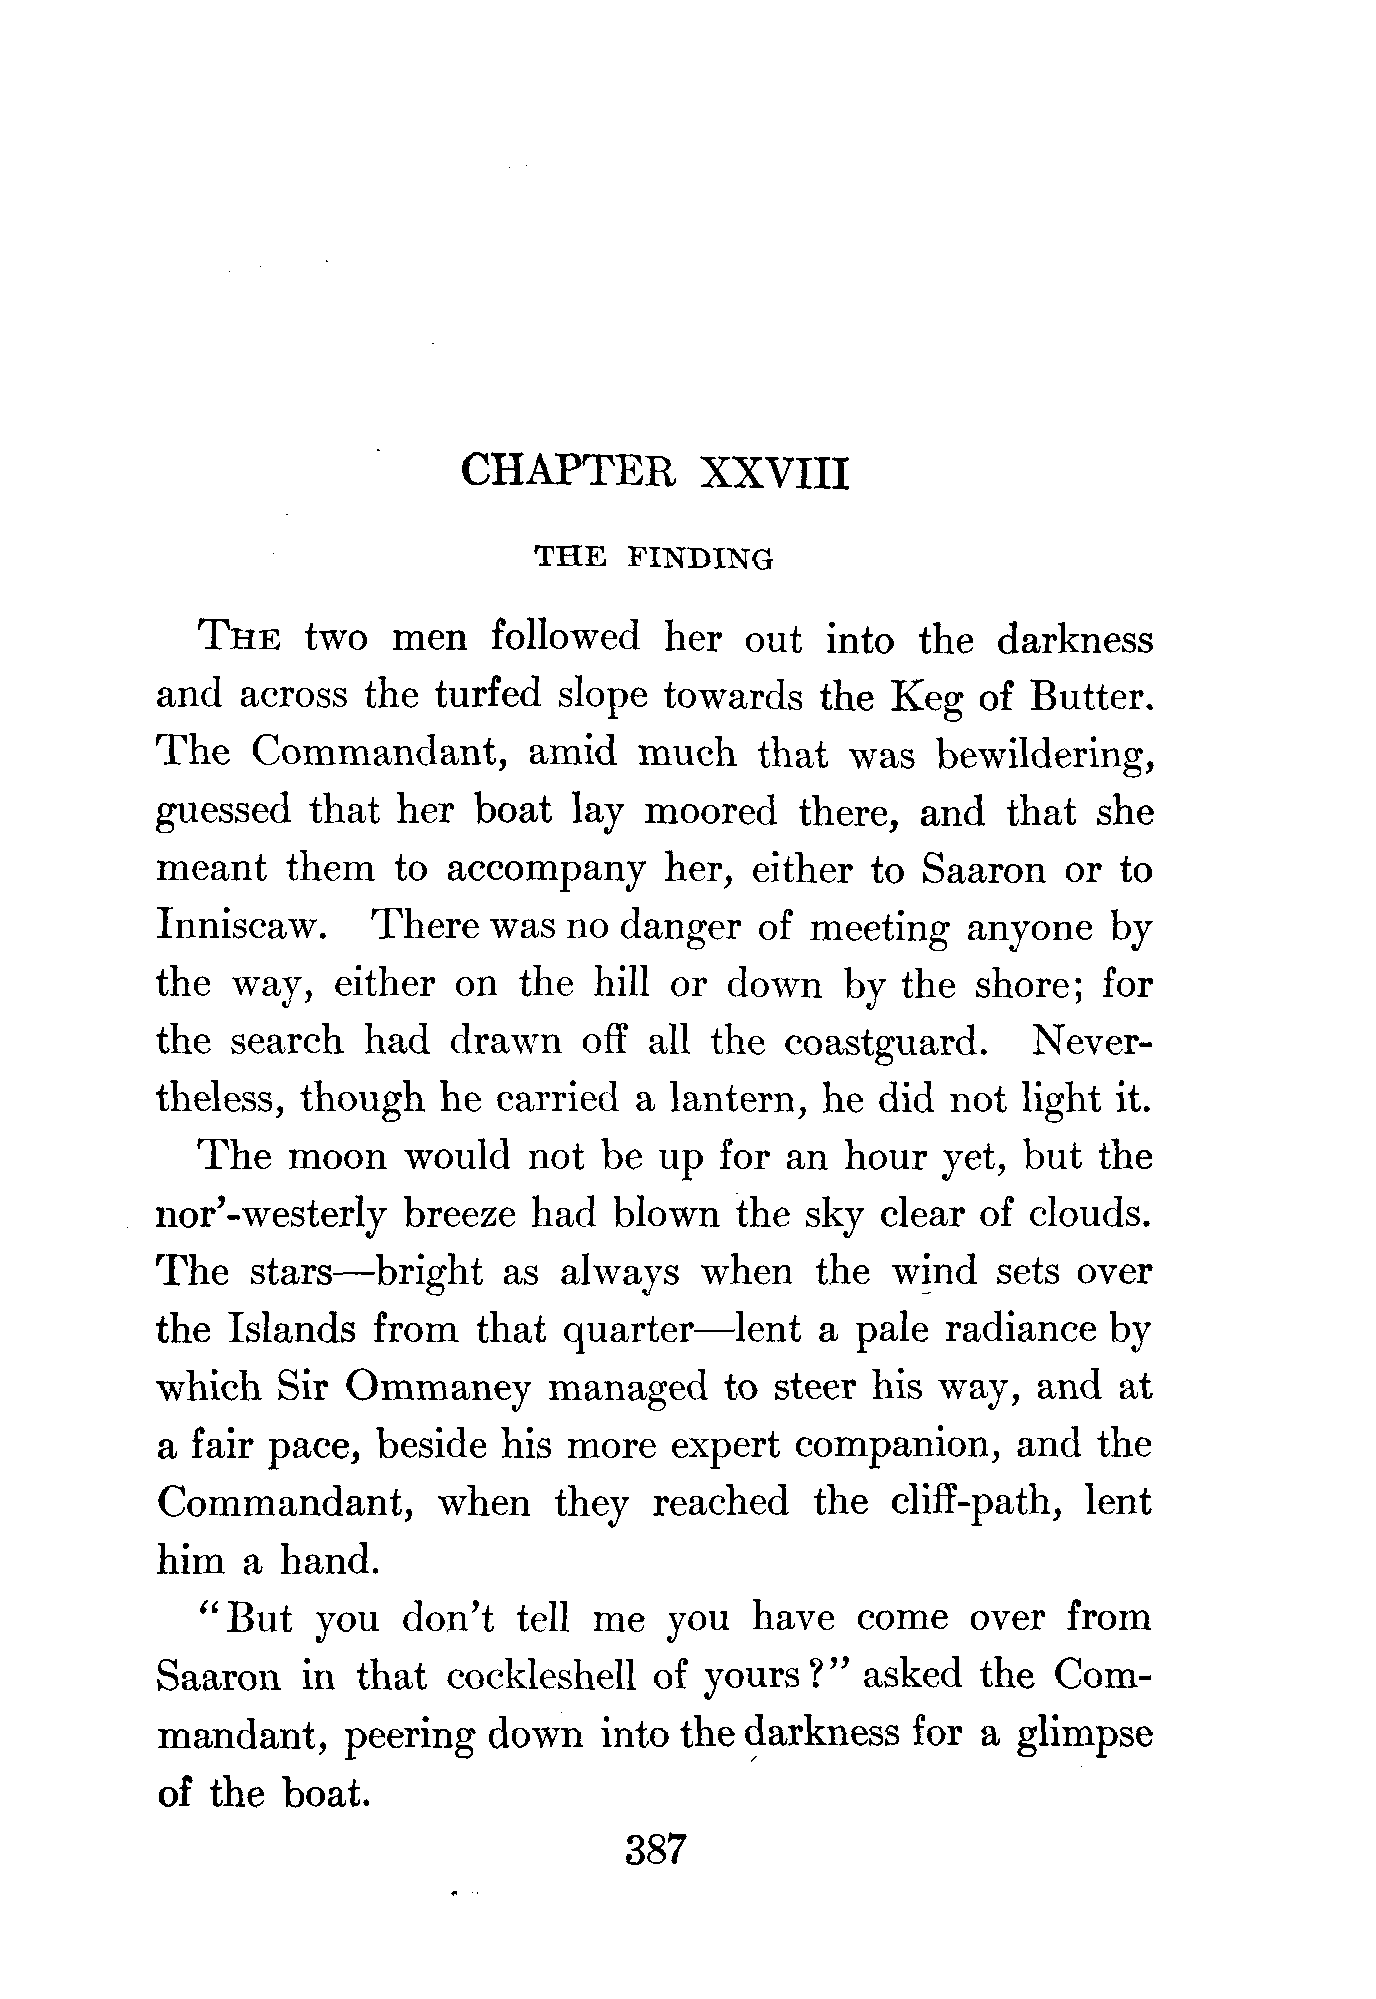 CHAPTER XXVIII
THE FINDING
THE two men followed her out into the darkness
and across the turfed slope towards the Keg of Butter.
The Commandant, amid much that was bewildering,
guessed that her boat lay moored there, and that she
meant them to accompany her, either to Saaron or to
Inniscaw. There was no danger of meeting anyone by
the way, either on the hill or down by the shore; for
the search had drawn off all the coastguard. Never-
theless, though he carried a lantern, he did not light it.
The moon would not be up for an hour yet, but the
nor'-westerly breeze had blown the sky clear of clouds.
The stars—bright as always when the wind sets over
the Islands from that quarter—lent a pale radiance by
which Sir Ommaney managed to steer his way, and at
a fair pace, beside his more expert companion, and the
Commandant, when they reached the cliff-path, lent
him a hand.
"But you don't tell me you have come over from
Saaron in that cockleshell of yours?" asked the Com-
mandant, peering down into the darkness for a glimpse
of the boat.
387